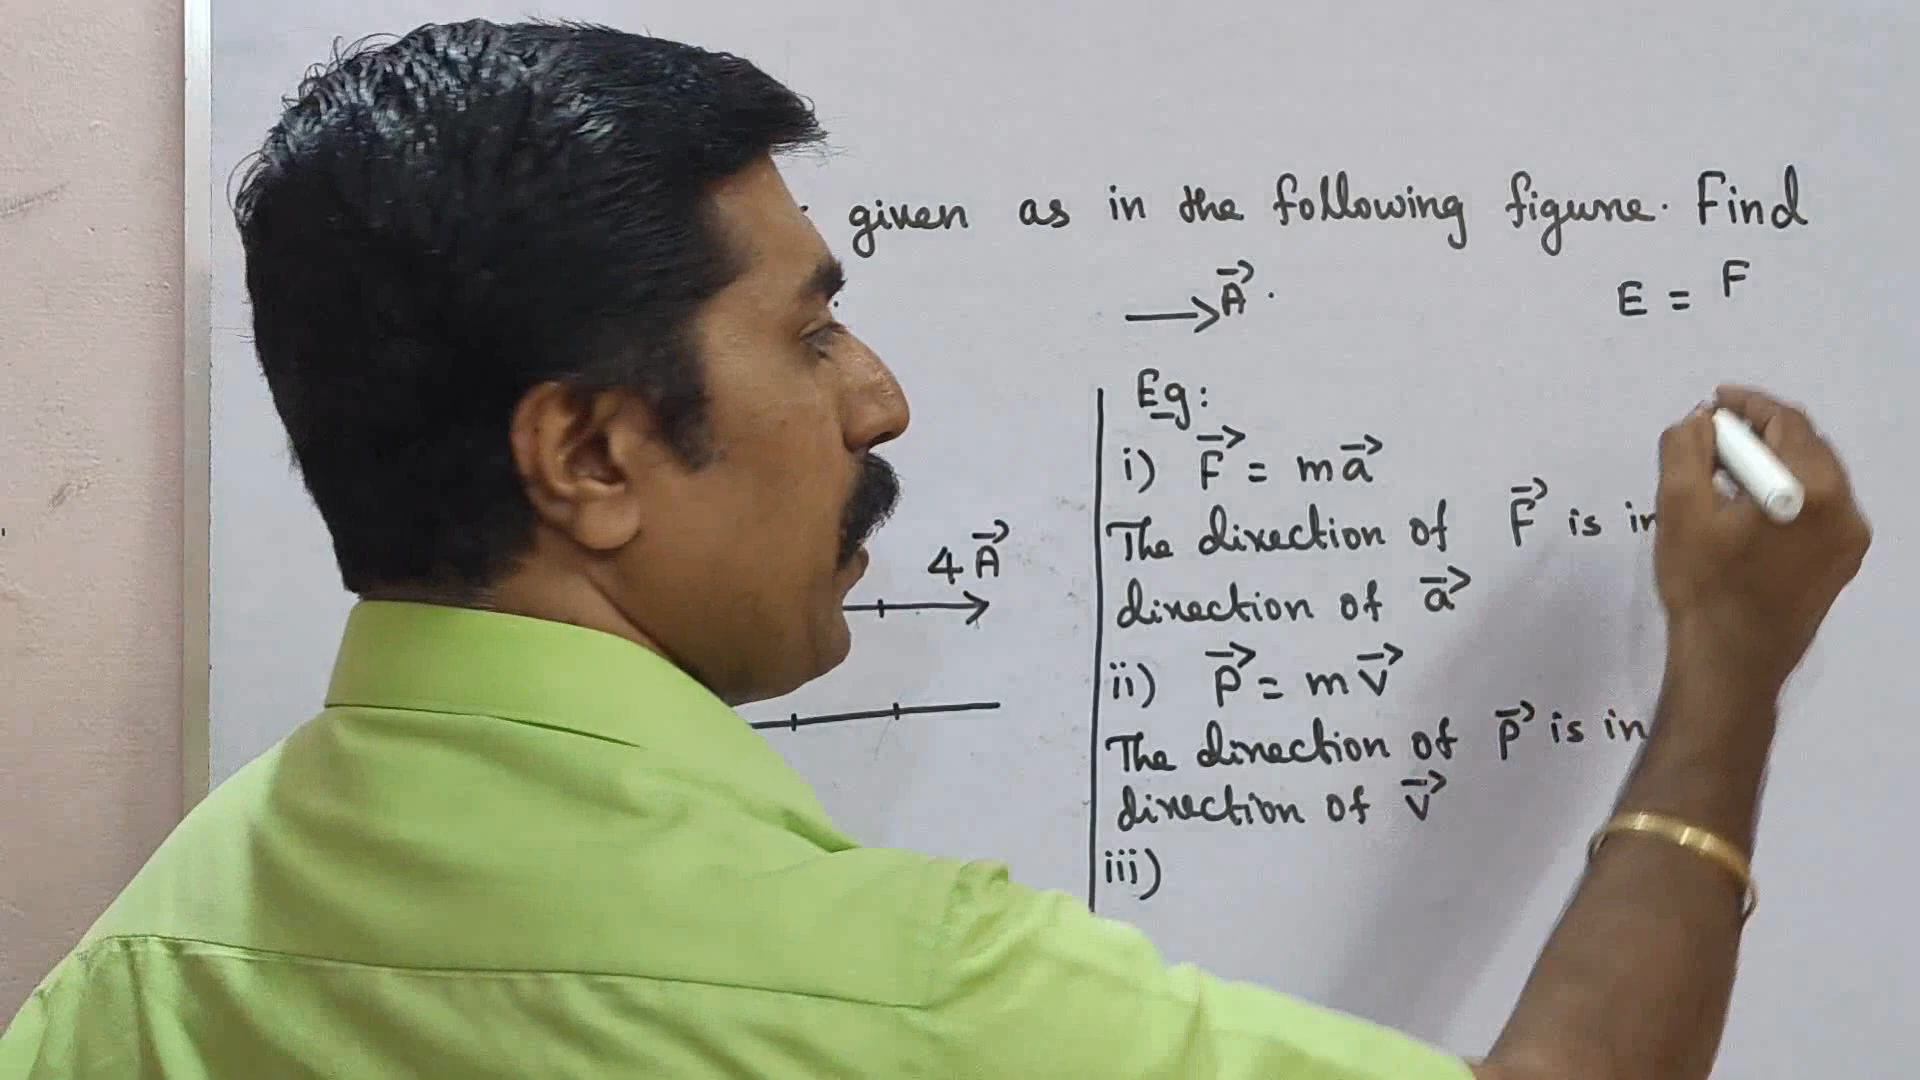 given as in the following figure. Find
A⃗.
E = F
Eg:
i) F⃗ = ma⃗
The direction of F⃗ is in
direction of a⃗
4A⃗
ii) P⃗ = mv⃗
The direction of P⃗ is in
direction of v⃗
iii)